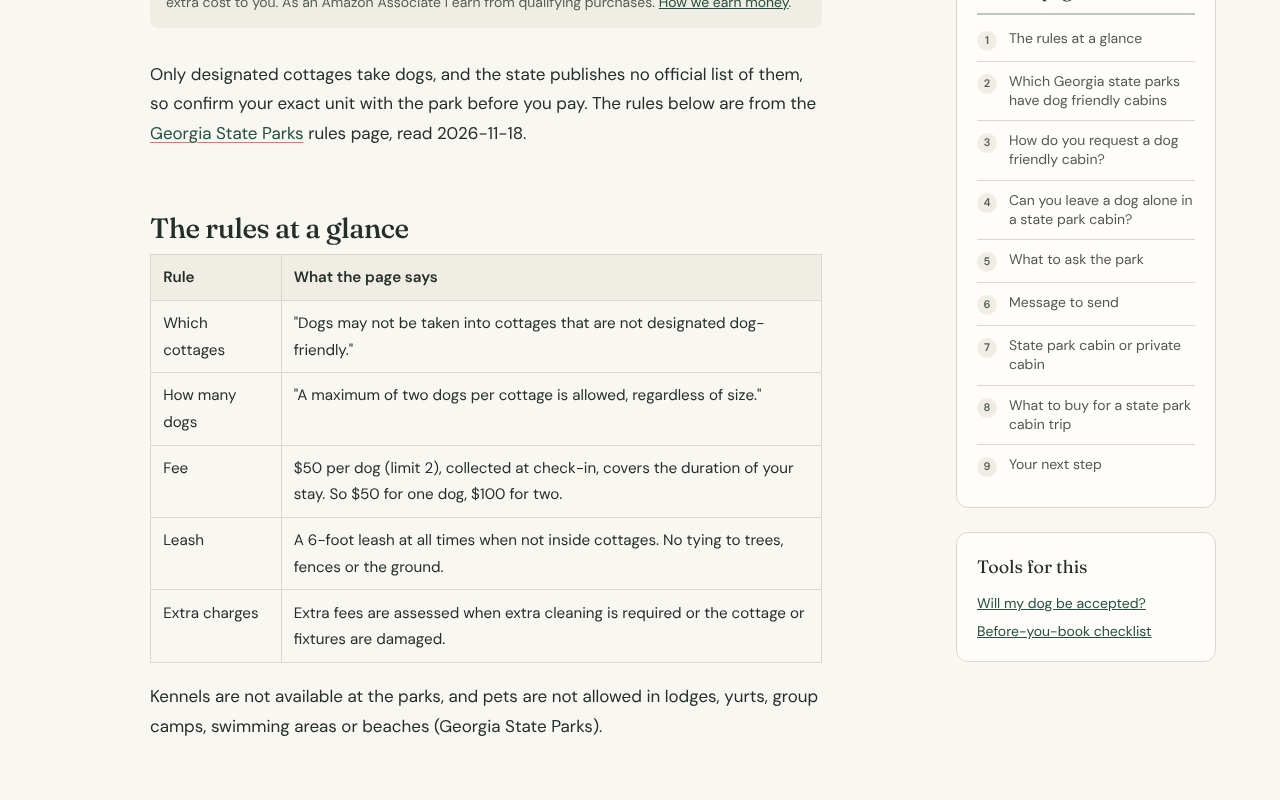 extra cost to you. As an Amazon Associate I earn from qualifying purchases. How we earn money.
Only designated cottages take dogs, and the state publishes no official list of them,
so confirm your exact unit with the park before you pay. The rules below are from the
Georgia State Parks rules page, read 2026-11-18.
The rules at a glance
Rule
What the page says
Which
cottages
"Dogs may not be taken into cottages that are not designated dog-
friendly."
How many
dogs
"A maximum of two dogs per cottage is allowed, regardless of size."
Fee
$50 per dog (limit 2), collected at check-in, covers the duration of your
stay. So $50 for one dog, $100 for two.
Leash
A 6-foot leash at all times when not inside cottages. No tying to trees,
fences or the ground.
Extra charges
Extra fees are assessed when extra cleaning is required or the cottage or
fixtures are damaged.
Kennels are not available at the parks, and pets are not allowed in lodges, yurts, group
camps, swimming areas or beaches (Georgia State Parks).
1 The rules at a glance
2 Which Georgia state parks
have dog friendly cabins
3 How do you request a dog
friendly cabin?
4 Can you leave a dog alone in
a state park cabin?
5 What to ask the park
6 Message to send
7 State park cabin or private
cabin
8 What to buy for a state park
cabin trip
9 Your next step
Tools for this
Will my dog be accepted?
Before-you-book checklist